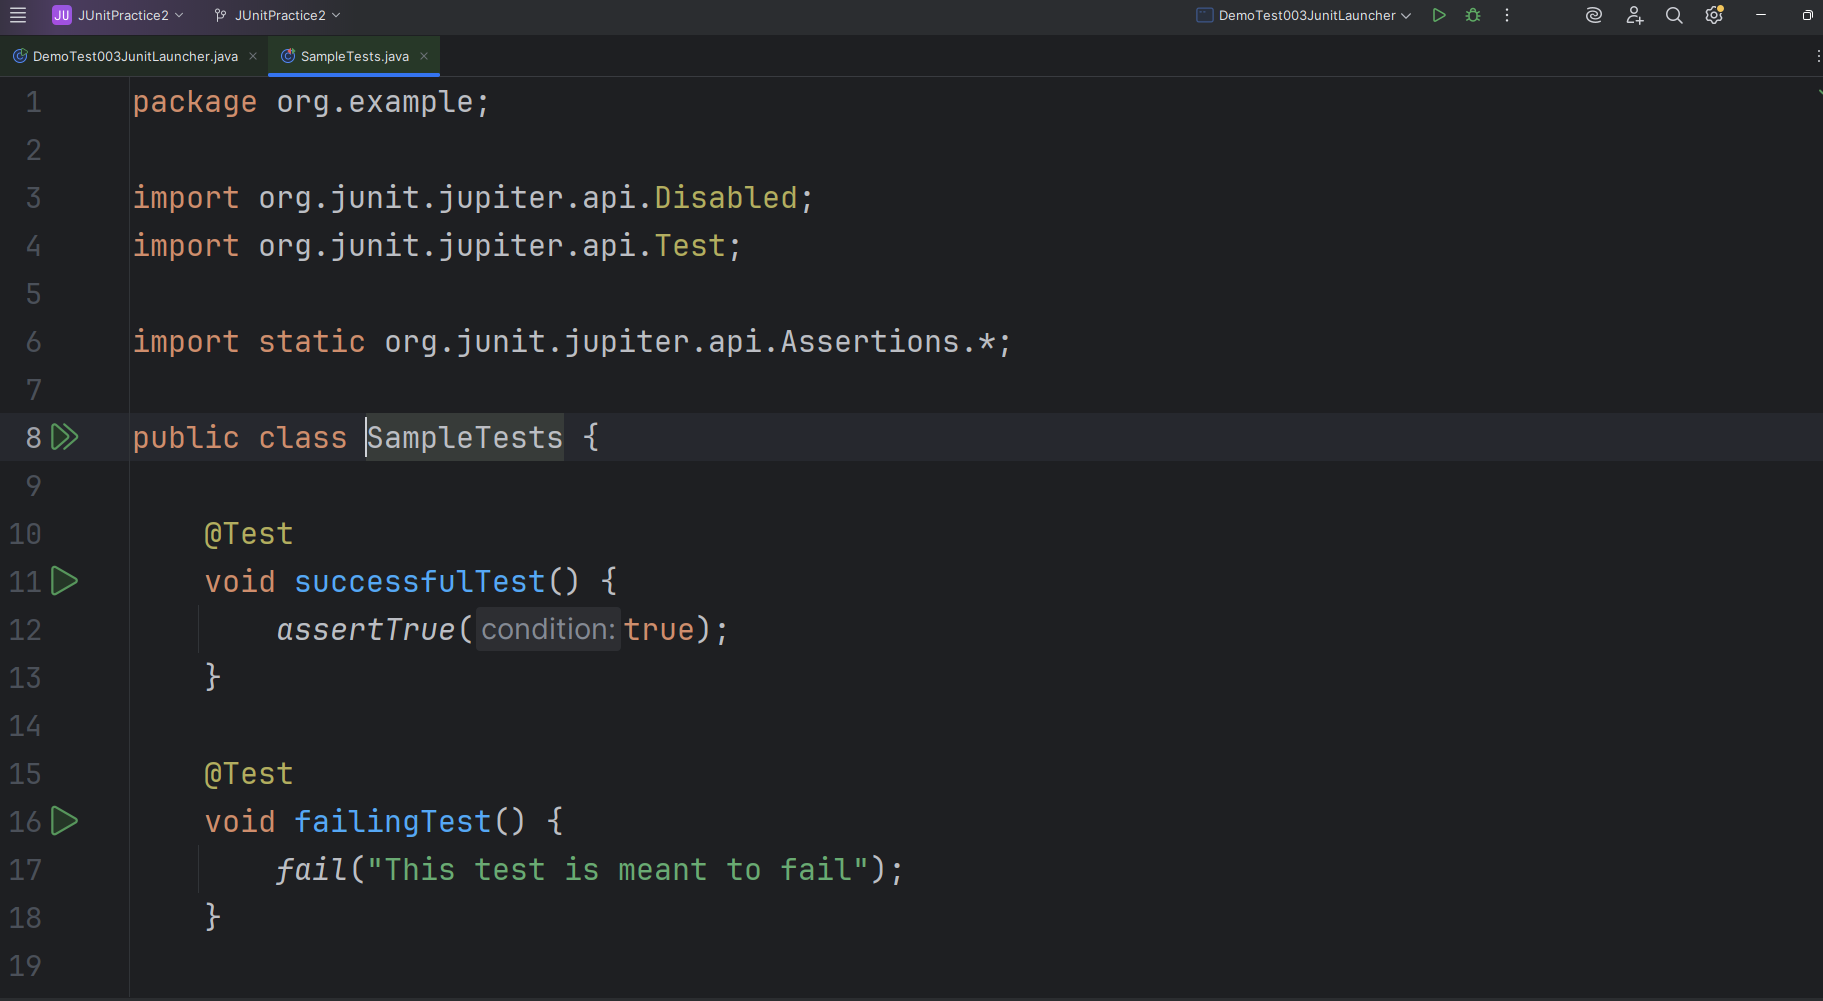 JU JUnitPractice2 JUnitPractice2 DemoTest003JunitLauncher
DemoTest003JunitLauncher.java SampleTests.java
1 package org.example;
2
3 import org.junit.jupiter.api.Disabled;
4 import org.junit.jupiter.api.Test;
5
6 import static org.junit.jupiter.api.Assertions.*;
7
8 public class SampleTests {
9
10 @Test
11 void successfulTest() {
12 assertTrue( condition: true);
13 }
14
15 @Test
16 void failingTest() {
17 fail("This test is meant to fail");
18 }
19